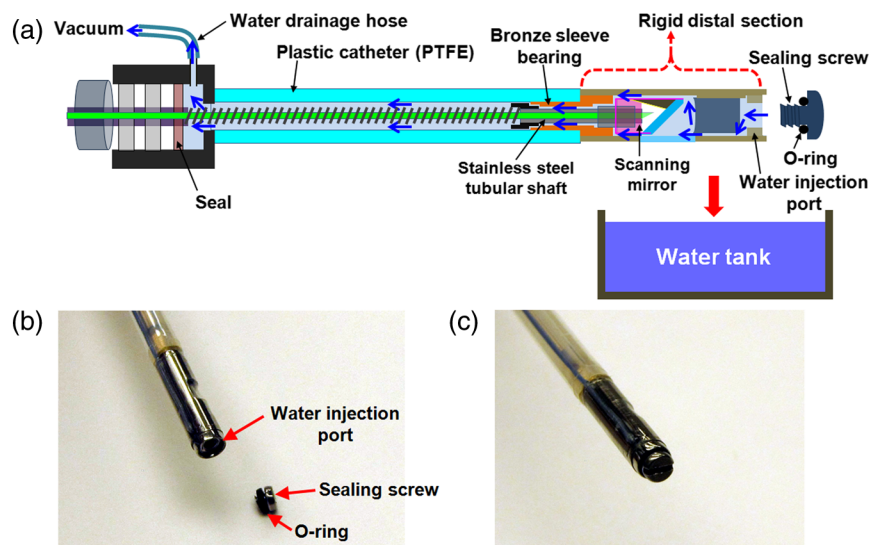 (a)
Vacuum
Water drainage hose
Plastic catheter (PTFE)
Bronze sleeve
bearing
Rigid distal section
Sealing screw
Seal
Stainless steel
tubular shaft
Scanning
mirror
O-ring
Water injection
port
Water tank
(b)
Water injection
port
Sealing screw
O-ring
(c)